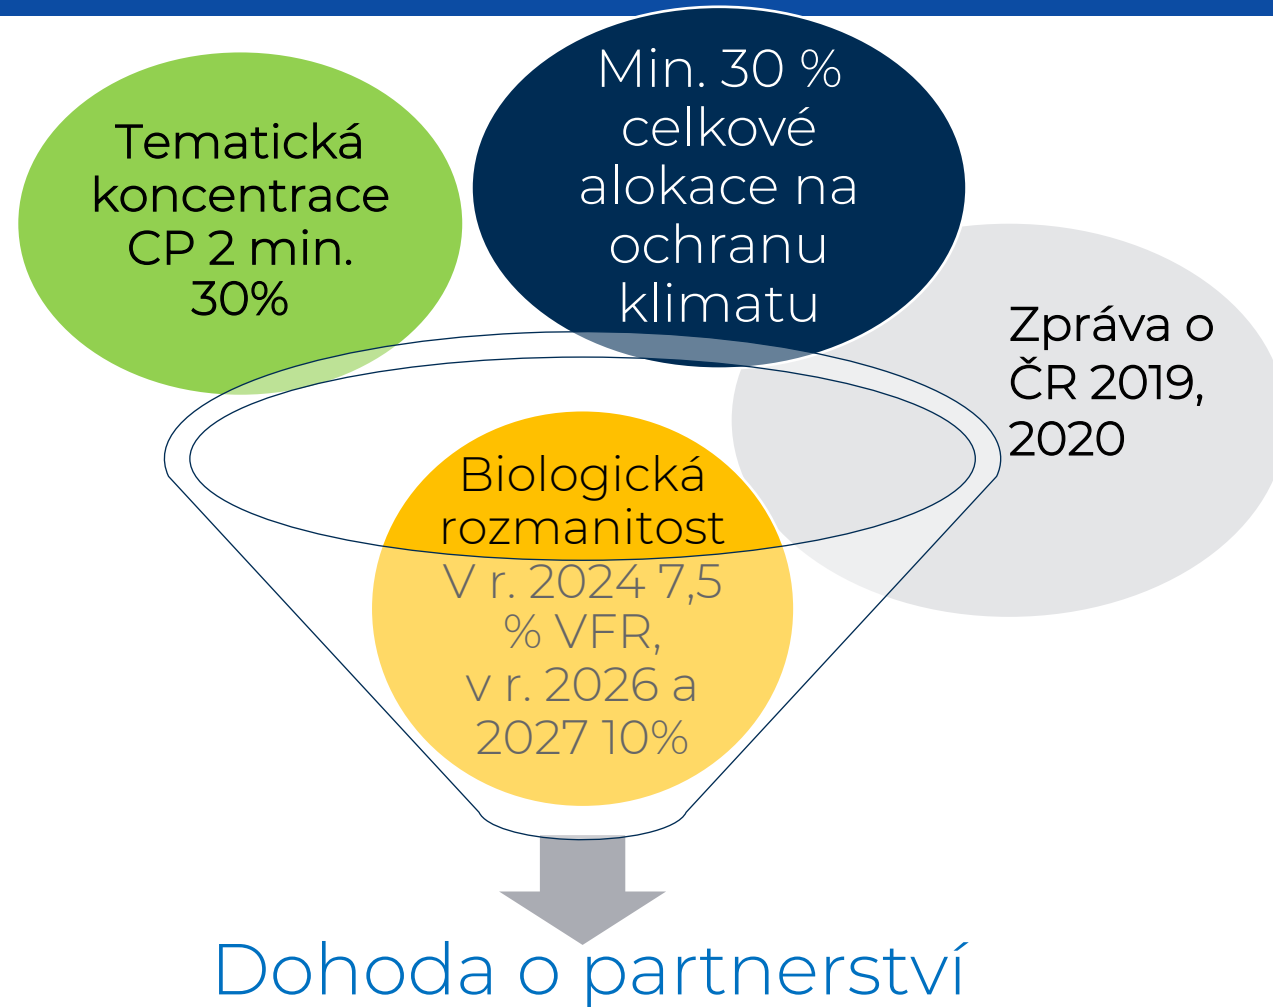 Tematická
koncentrace
CP 2 min.
30%
Min. 30 %
celkové
alokace na
ochranu
klimatu
Zpráva o
ČR 2019,
2020
Biologická
rozmanitost
V r. 2024 7,5
% VFR,
v r. 2026 a
2027 10%
Dohoda o partnerství